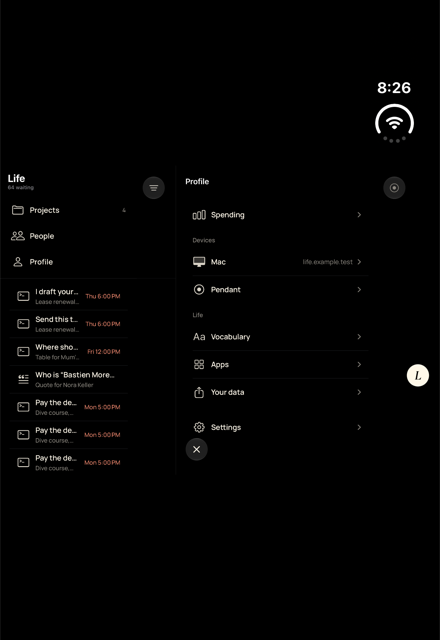 8:26
Life
64 waiting
Projects
People
Profile
I draft your…
Lease renewal…
Thu 6:00 PM
Send this t…
Lease renewal…
Thu 6:00 PM
Where sho…
Table for Mum'…
Fri 12:00 PM
Who is "Bastien More…
Quote for Nora Keller
Pay the de…
Dive course,…
Mon 5:00 PM
Pay the de…
Dive course,…
Mon 5:00 PM
Pay the de…
Dive course,…
Mon 5:00 PM
Profile
Spending
Devices
Mac
life.example.test
Pendant
Life
Aa Vocabulary
Apps
Your data
Settings
L